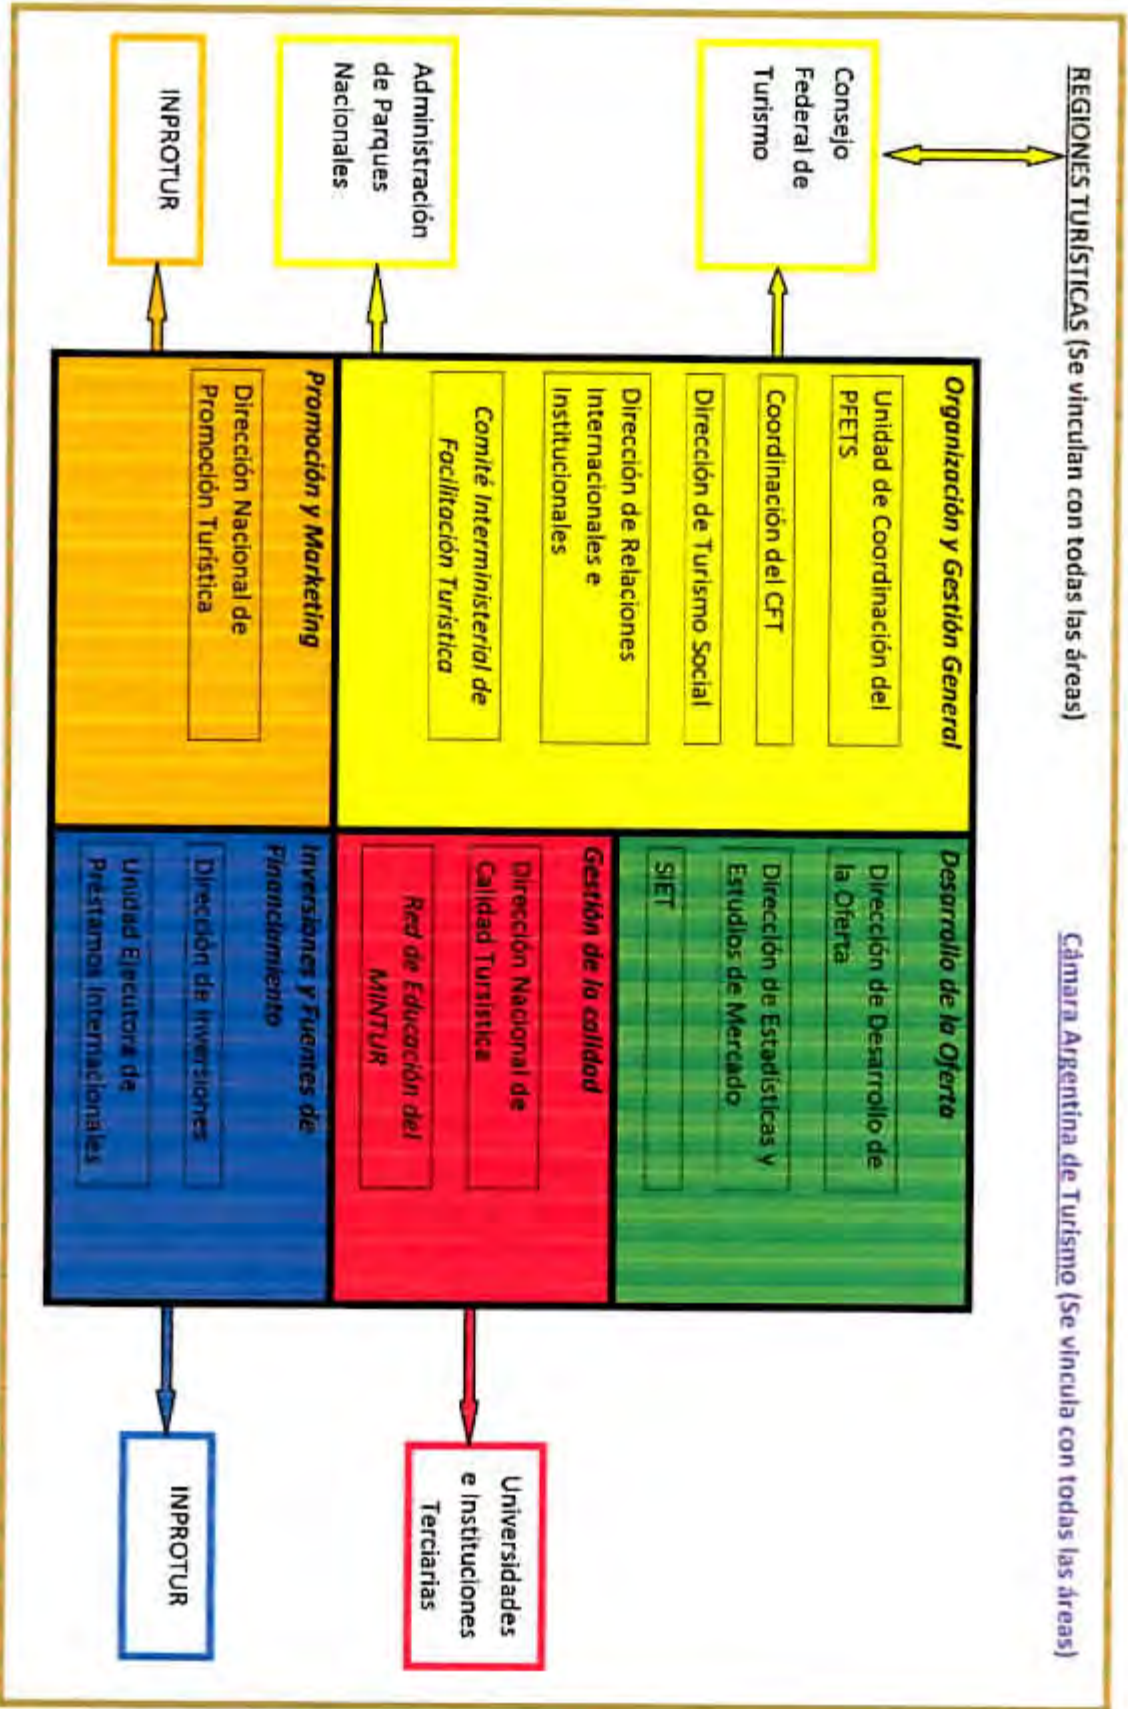 REGIONES TURÍSTICAS (Se vinculan con todas las áreas)
Cámara Argentina de Turismo (Se vincula con todas las áreas)
Consejo
Federal de
Turismo
Administración
de Parques
Nacionales
INPROTUR
Organización y Gestión General
Unidad de Coordinación del
PFETS
Coordinación del CFT
Dirección de Turismo Social
Dirección de Relaciones
Internacionales e
Institucionales
Comité Interministerial de
Facilitación Turística
Promoción y Marketing
Dirección Nacional de
Promoción Turística
Desarrollo de la Oferta
Dirección de Desarrollo de
la Oferta
Dirección de Estadísticas y
Estudios de Mercado
SIET
Gestión de la calidad
Dirección Nacional de
Calidad Tursística
Red de Educación del
MINTUR
Inversiones y Fuentes de
Financiamiento
Dirección de Inversiones
Unidad Ejecutora de
Préstamos Internacionales
Universidades
e Instituciones
Terciarias
INPROTUR